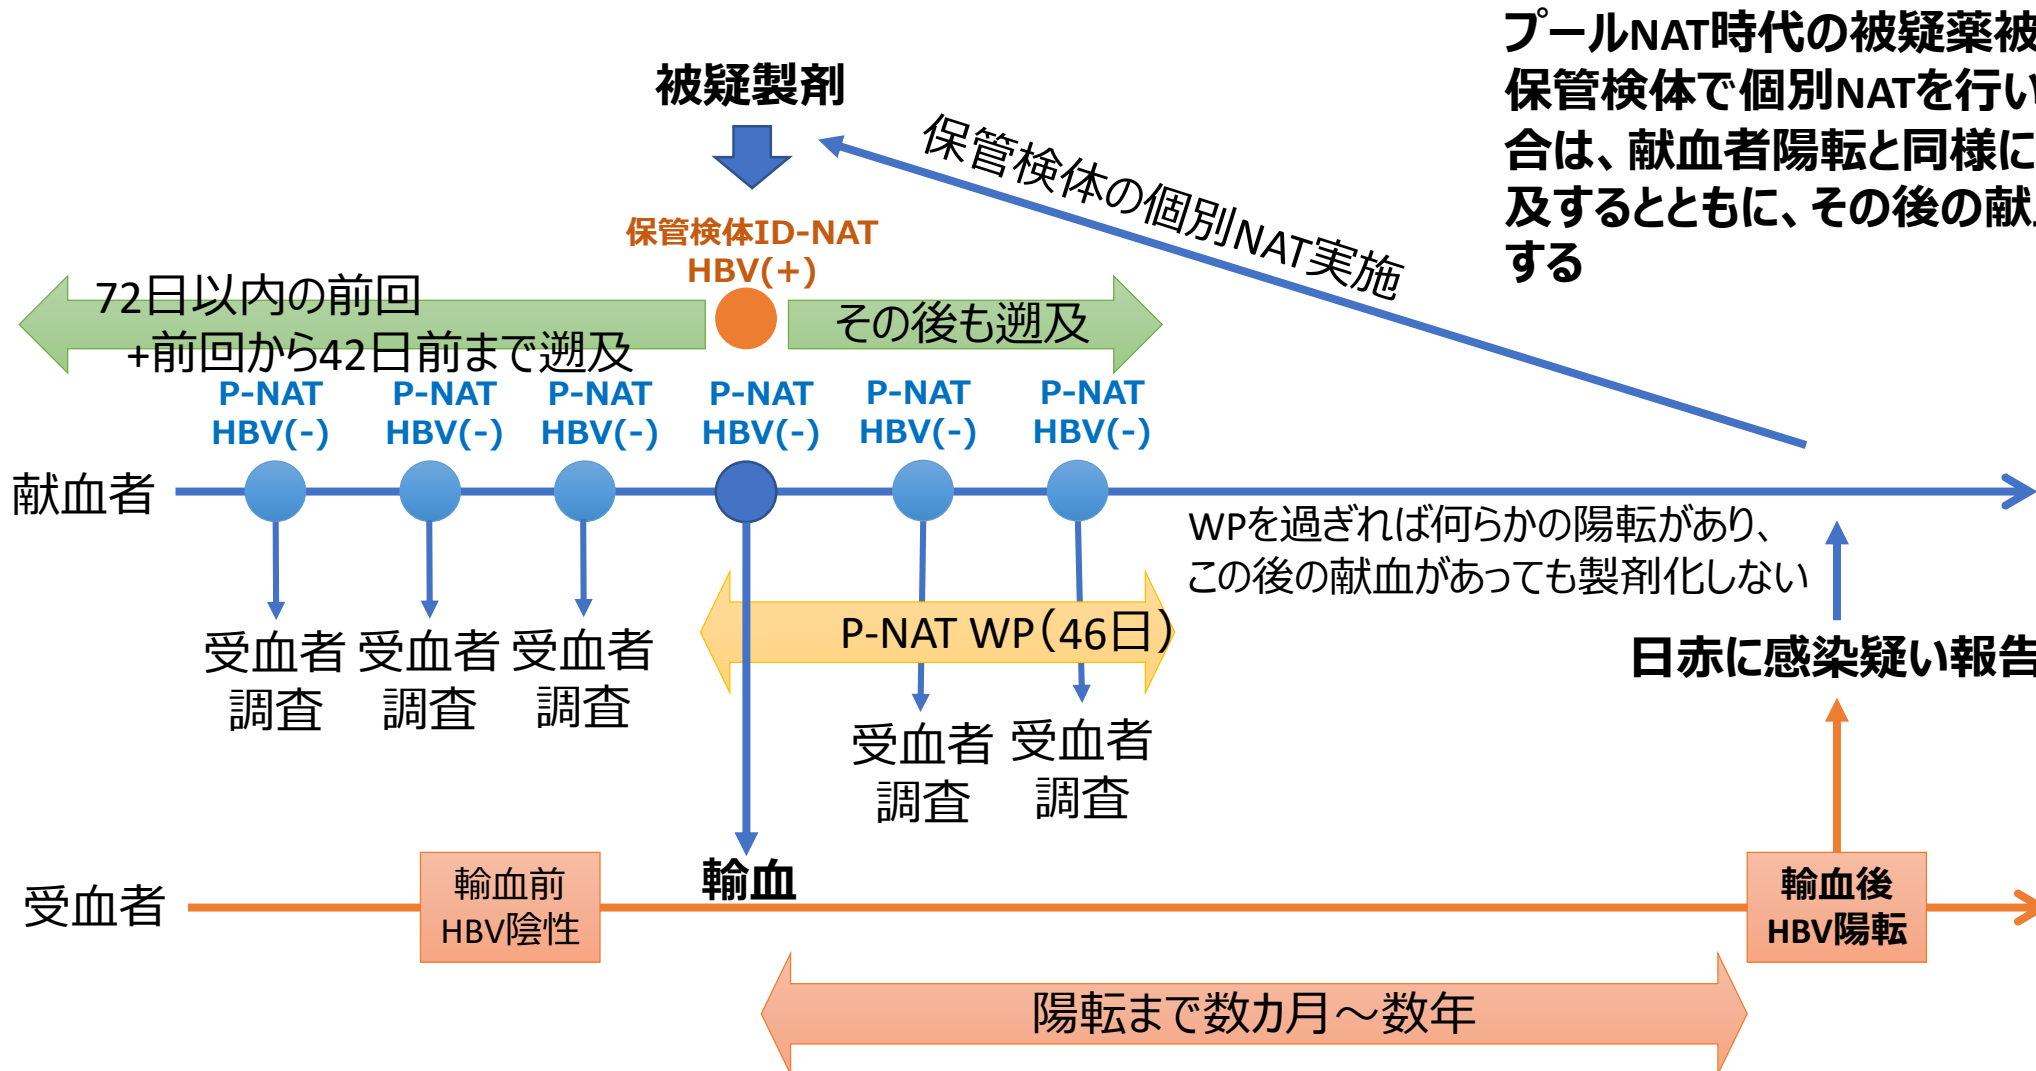 プールNAT時代の被疑薬被
保管検体で個別NATを行い
合は、献血者陽転と同様に
及するとともに、その後の献
する
被疑製剤
保管検体の個別NAT実施
保管検体ID-NAT
HBV(+)
72日以内の前回
+前回から42日前まで遡及
その後も遡及
P-NAT
HBV(-)
P-NAT
HBV(-)
P-NAT
HBV(-)
P-NAT
HBV(-)
P-NAT
HBV(-)
P-NAT
HBV(-)
献血者
WPを過ぎれば何らかの陽転があり、
この後の献血があっても製剤化しない
P-NAT WP（46日）
受血者
調査
受血者
調査
受血者
調査
受血者
調査
受血者
調査
日赤に感染疑い報告
受血者
輸血前
HBV陰性
輸血
輸血後
HBV陽転
陽転まで数カ月～数年